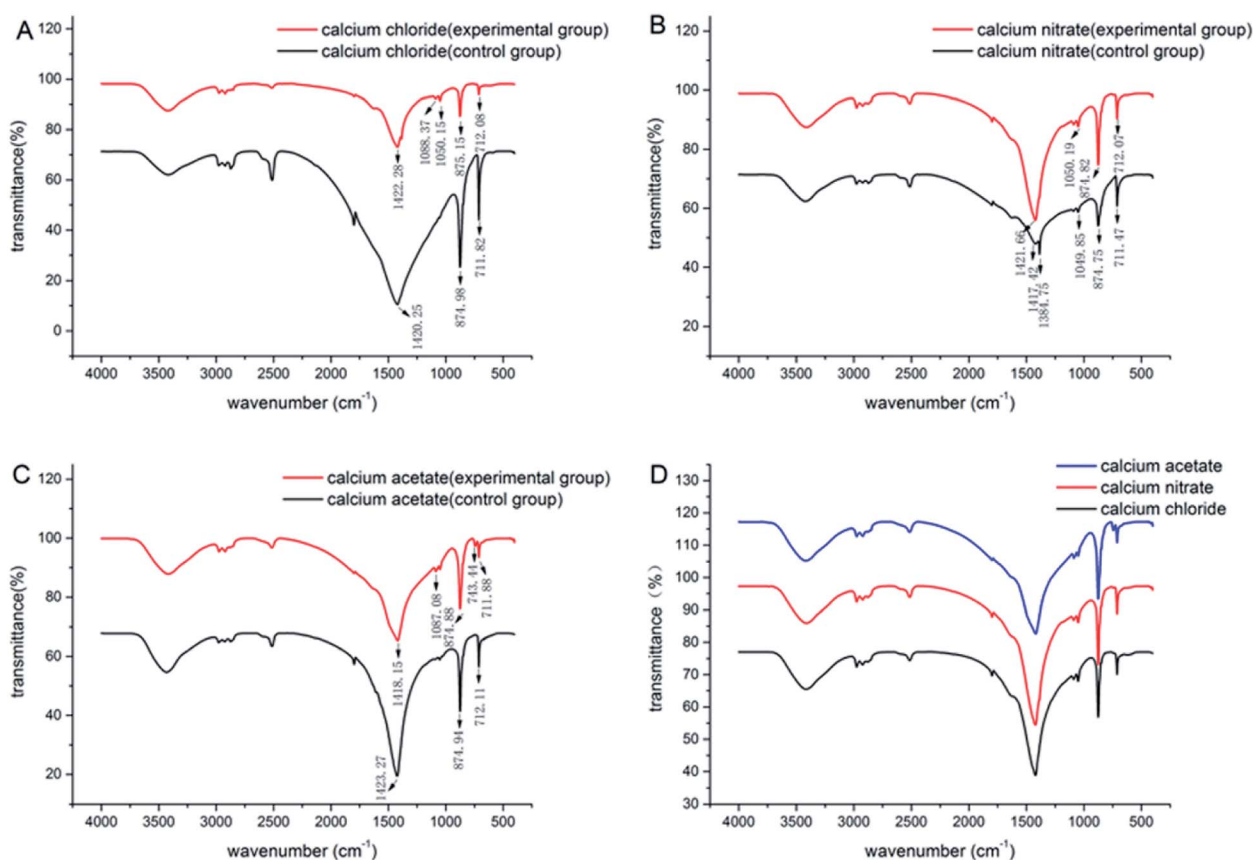 A
calcium chloride(experimental group)
calcium chloride(control group)
transmittance(%)
120
100
80
60
40
20
0
1422.28
1088.37
1050.15
875.15
712.08
1420.25
874.98
711.82
4000 3500 3000 2500 2000 1500 1000 500
wavenumber (cm⁻¹)
B
calcium nitrate(experimental group)
calcium nitrate(control group)
transmittance(%)
120
100
80
60
40
20
1421.66
1050.19
874.82
712.07
1417.42
1384.75
1049.85
874.75
711.47
4000 3500 3000 2500 2000 1500 1000 500
wavenumber (cm⁻¹)
C
calcium acetate(experimental group)
calcium acetate(control group)
transmittance(%)
120
100
80
60
40
20
1418.15
1087.08
874.88
743.44
711.88
1423.27
874.94
712.11
4000 3500 3000 2500 2000 1500 1000 500
wavenumber (cm⁻¹)
D
calcium acetate
calcium nitrate
calcium chloride
transmittance (%)
130
120
110
100
90
80
70
60
50
40
30
4000 3500 3000 2500 2000 1500 1000 500
wavenumber (cm⁻¹)